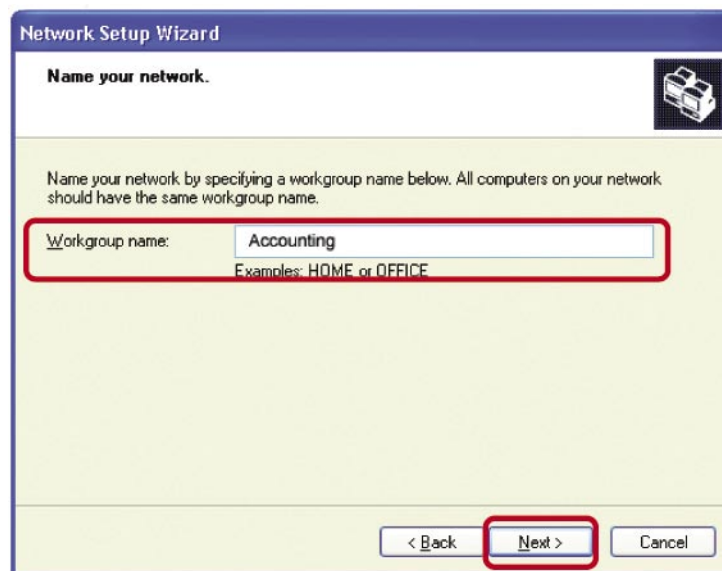 Network Setup Wizard
Name your network.
Name your network by specifying a workgroup name below. All computers on your network
should have the same workgroup name.
Workgroup name: Accounting
Examples: HOME or OFFICE
< Back Next > Cancel